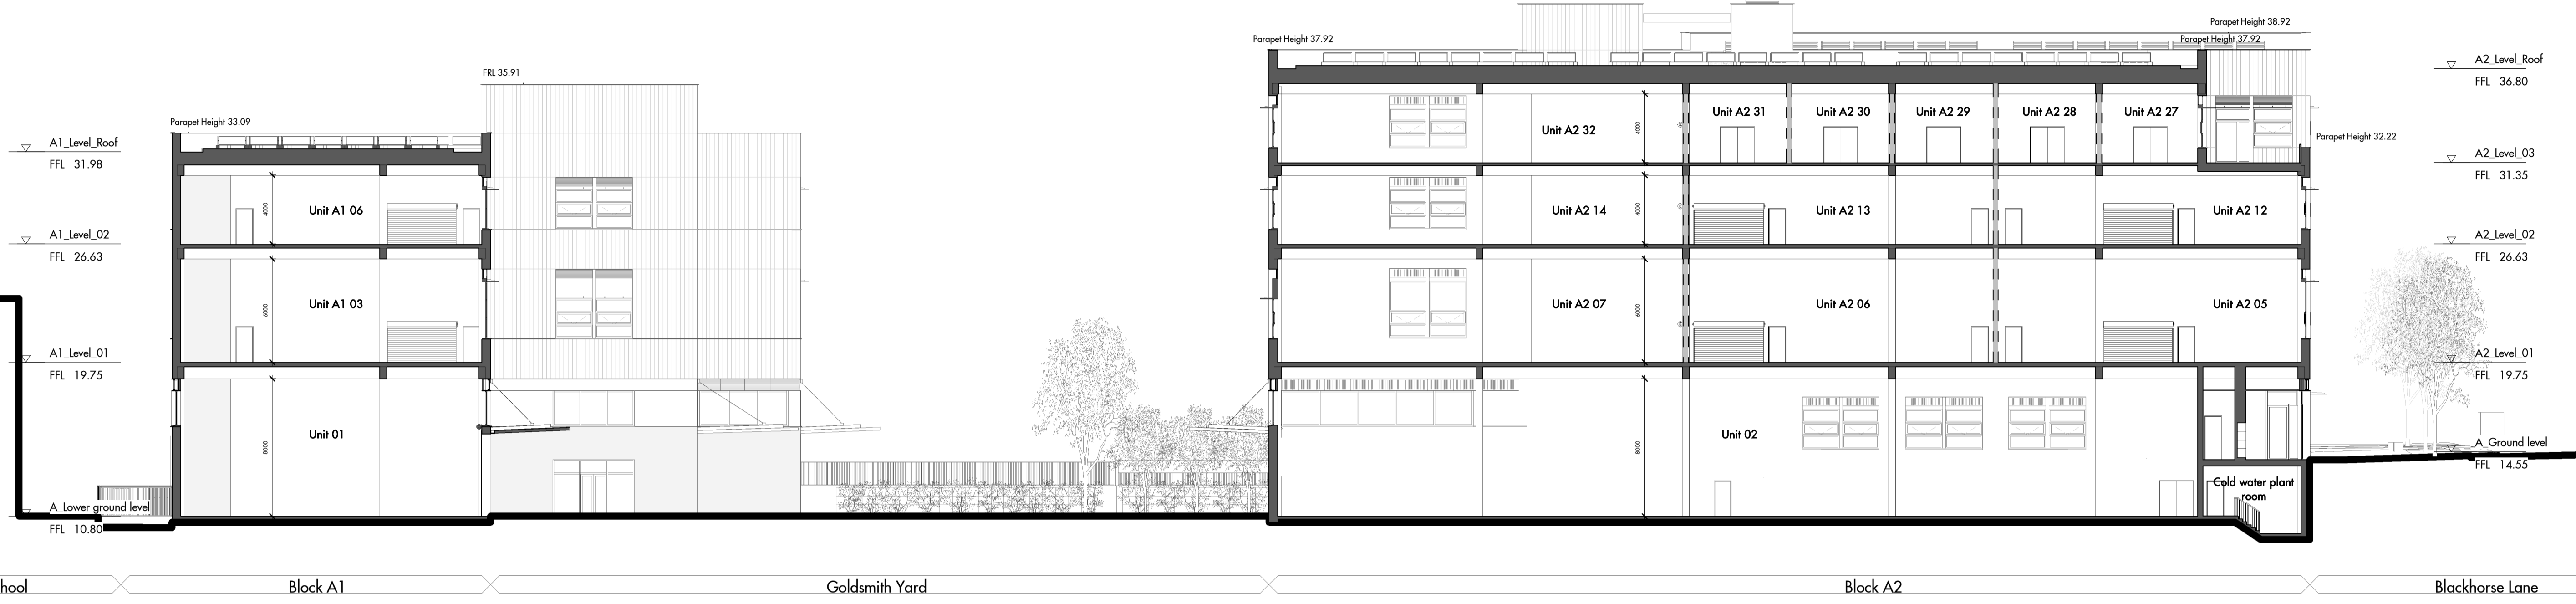 Parapet Height 38.92
Parapet Height 37.92
Parapet Height 37.92
FRL 35.91
Parapet Height 33.09
Parapet Height 32.22
A1_Level_Roof
FFL 31.98
A1_Level_02
FFL 26.63
A1_Level_01
FFL 19.75
A_Lower ground level
FFL 10.80
Unit A1 06
4000
Unit A1 03
6000
Unit 01
8000
Unit A2 32
4000
Unit A2 31
Unit A2 30
Unit A2 29
Unit A2 28
Unit A2 27
Unit A2 14
4000
Unit A2 13
Unit A2 12
Unit A2 07
6000
Unit A2 06
Unit A2 05
8000
Unit 02
Cold water plant
room
A2_Level_Roof
FFL 36.80
A2_Level_03
FFL 31.35
A2_Level_02
FFL 26.63
A2_Level_01
FFL 19.75
A_Ground level
FFL 14.55
hool
Block A1
Goldsmith Yard
Block A2
Blackhorse Lane